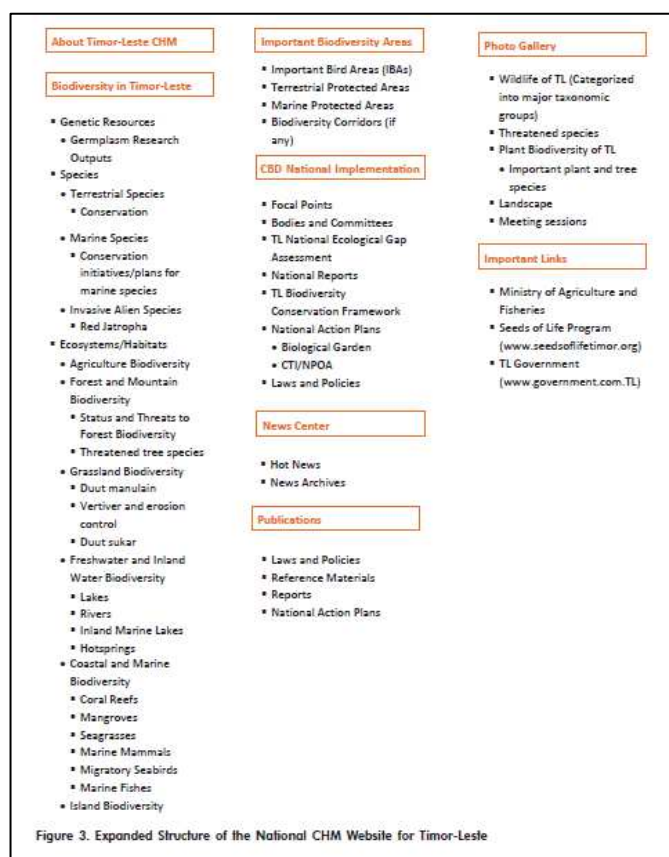 About Timor-Leste CHM
Biodiversity in Timor-Leste
▪ Genetic Resources
• Germplasm Research
Outputs
▪ Species
• Terrestrial Species
▪ Conservation
• Marine Species
▪ Conservation
initiatives/plans for
marine species
• Invasive Alien Species
▪ Red Jatropha
▪ Ecosystems/Habitats
• Agriculture Biodiversity
• Forest and Mountain
Biodiversity
▪ Status and Threats to
Forest Biodiversity
▪ Threatened tree species
• Grassland Biodiversity
▪ Duut manulain
▪ Vertiver and erosion
control
▪ Duut sukar
• Freshwater and Inland
Water Biodiversity
▪ Lakes
▪ Rivers
▪ Inland Marine Lakes
▪ Hotsprings
• Coastal and Marine
Biodiversity
▪ Coral Reefs
▪ Mangroves
▪ Seagrasses
▪ Marine Mammals
▪ Migratory Seabirds
▪ Marine Fishes
• Island Biodiversity
Important Biodiversity Areas
▪ Important Bird Areas (IBAs)
▪ Terrestrial Protected Areas
▪ Marine Protected Areas
▪ Biodiversity Corridors (if
any)
CBD National Implementation
▪ Focal Points
▪ Bodies and Committees
▪ TL National Ecological Gap
Assessment
▪ National Reports
▪ TL Biodiversity
Conservation Framework
▪ National Action Plans
• Biological Garden
• CTI/NPOA
▪ Laws and Policies
News Center
▪ Hot News
▪ News Archives
Publications
▪ Laws and Policies
▪ Reference Materials
▪ Reports
▪ National Action Plans
Photo Gallery
▪ Wildlife of TL (Categorized
into major taxonomic
groups)
▪ Threatened species
▪ Plant Biodiversity of TL
• Important plant and tree
species
▪ Landscape
▪ Meeting sessions
Important Links
▪ Ministry of Agriculture and
Fisheries
▪ Seeds of Life Program
(www.seedsoflifetimor.org)
▪ TL Government
(www.government.com.TL)
Figure 3. Expanded Structure of the National CHM Website for Timor-Leste